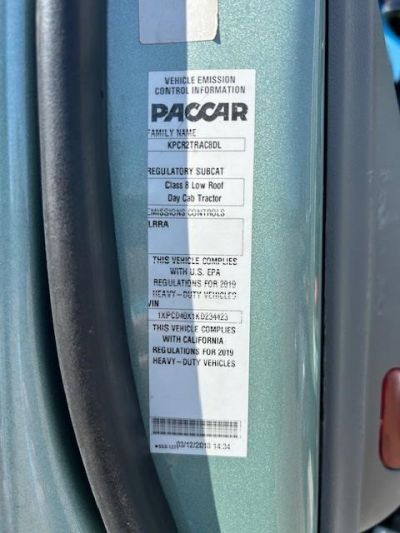 VEHICLE EMISSION
CONTROL INFORMATION
PACCAR
FAMILY NAME
KPCR2TRAC8DL
REGULATORY SUBCAT
Class 8 Low Roof
Day Cab Tractor
EMISSIONS CONTROLS
LRRA
THIS VEHICLE COMPLIES
WITH U.S. EPA
REGULATIONS FOR 2019
HEAVY-DUTY VEHICLES
VIN
1XPCD40X1KD234423
THIS VEHICLE COMPLIES
WITH CALIFORNIA
REGULATIONS FOR 2019
HEAVY-DUTY VEHICLES
03/12/2018 14:34